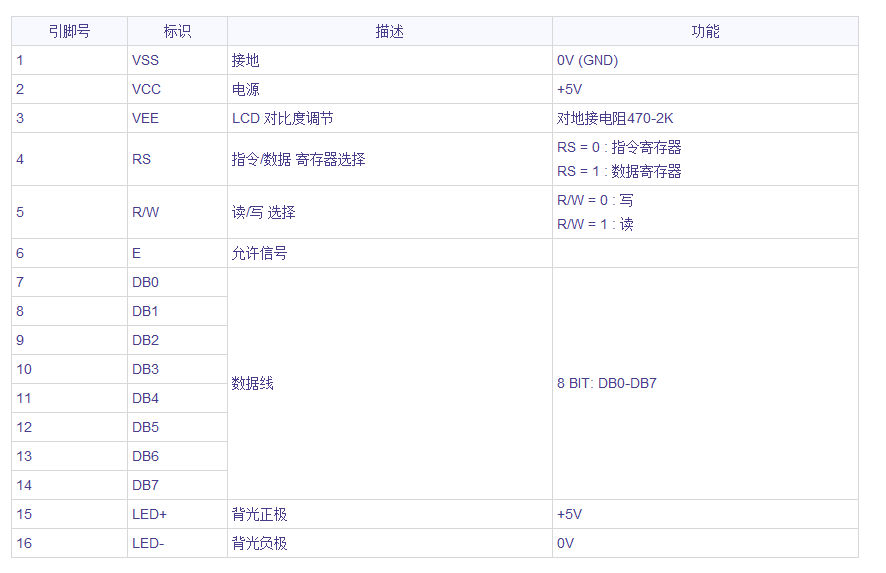 引脚号 标识 描述 功能
1 VSS 接地 0V (GND)
2 VCC 电源 +5V
3 VEE LCD 对比度调节 对地接电阻470-2K
4 RS 指令/数据 寄存器选择 RS = 0 : 指令寄存器
RS = 1 : 数据寄存器
5 R/W 读/写 选择 R/W = 0 : 写
R/W = 1 : 读
6 E 允许信号
7 DB0
8 DB1
9 DB2
10 DB3
数据线 8 BIT: DB0-DB7
11 DB4
12 DB5
13 DB6
14 DB7
15 LED+ 背光正极 +5V
16 LED- 背光负极 0V